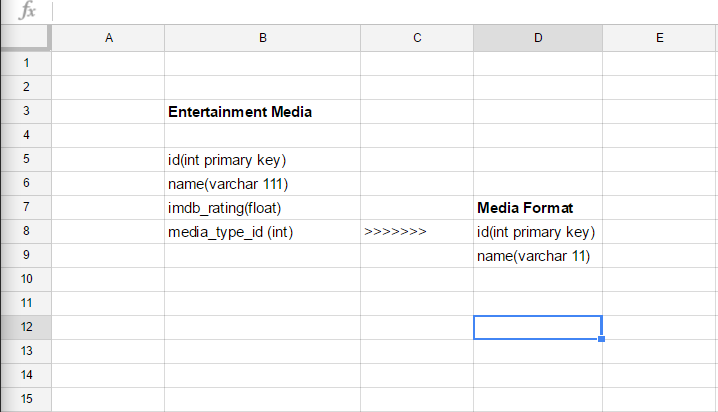 fx
A B C D E
1
2
3 Entertainment Media
4
5 id(int primary key)
6 name(varchar 111)
7 imdb_rating(float) Media Format
8 media_type_id (int) >>>>>>> id(int primary key)
9 name(varchar 11)
10
11
12
13
14
15